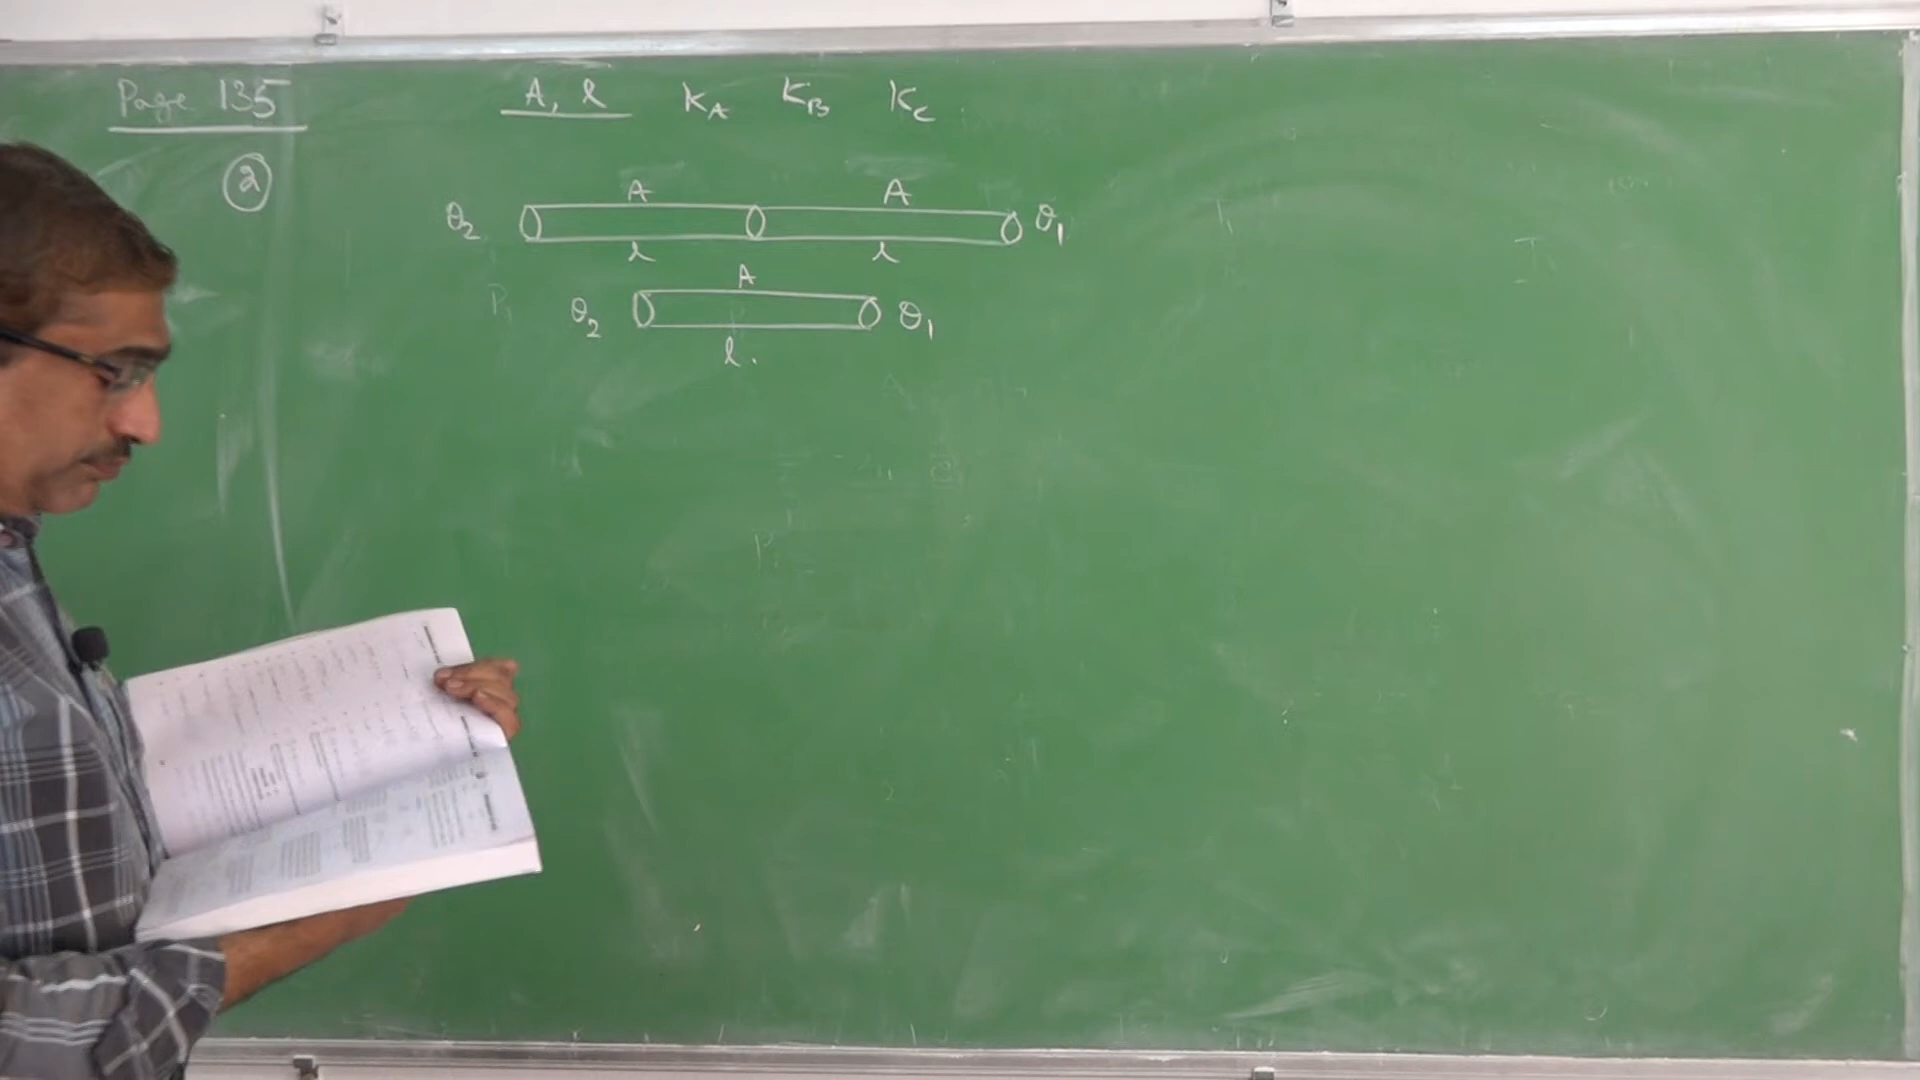 Page 135
A, l K_A K_B K_C
2
A A
θ₂ θ₁
l l
A
θ₂ θ₁
l.